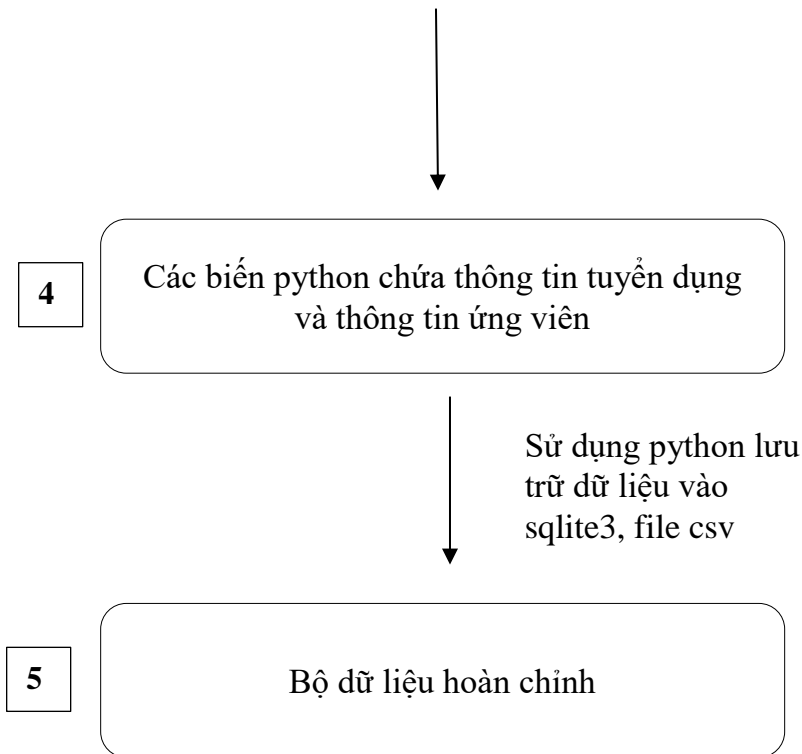 4
Các biến python chứa thông tin tuyển dụng
và thông tin ứng viên
Sử dụng python lưu
trữ dữ liệu vào
sqlite3, file csv
5
Bộ dữ liệu hoàn chỉnh